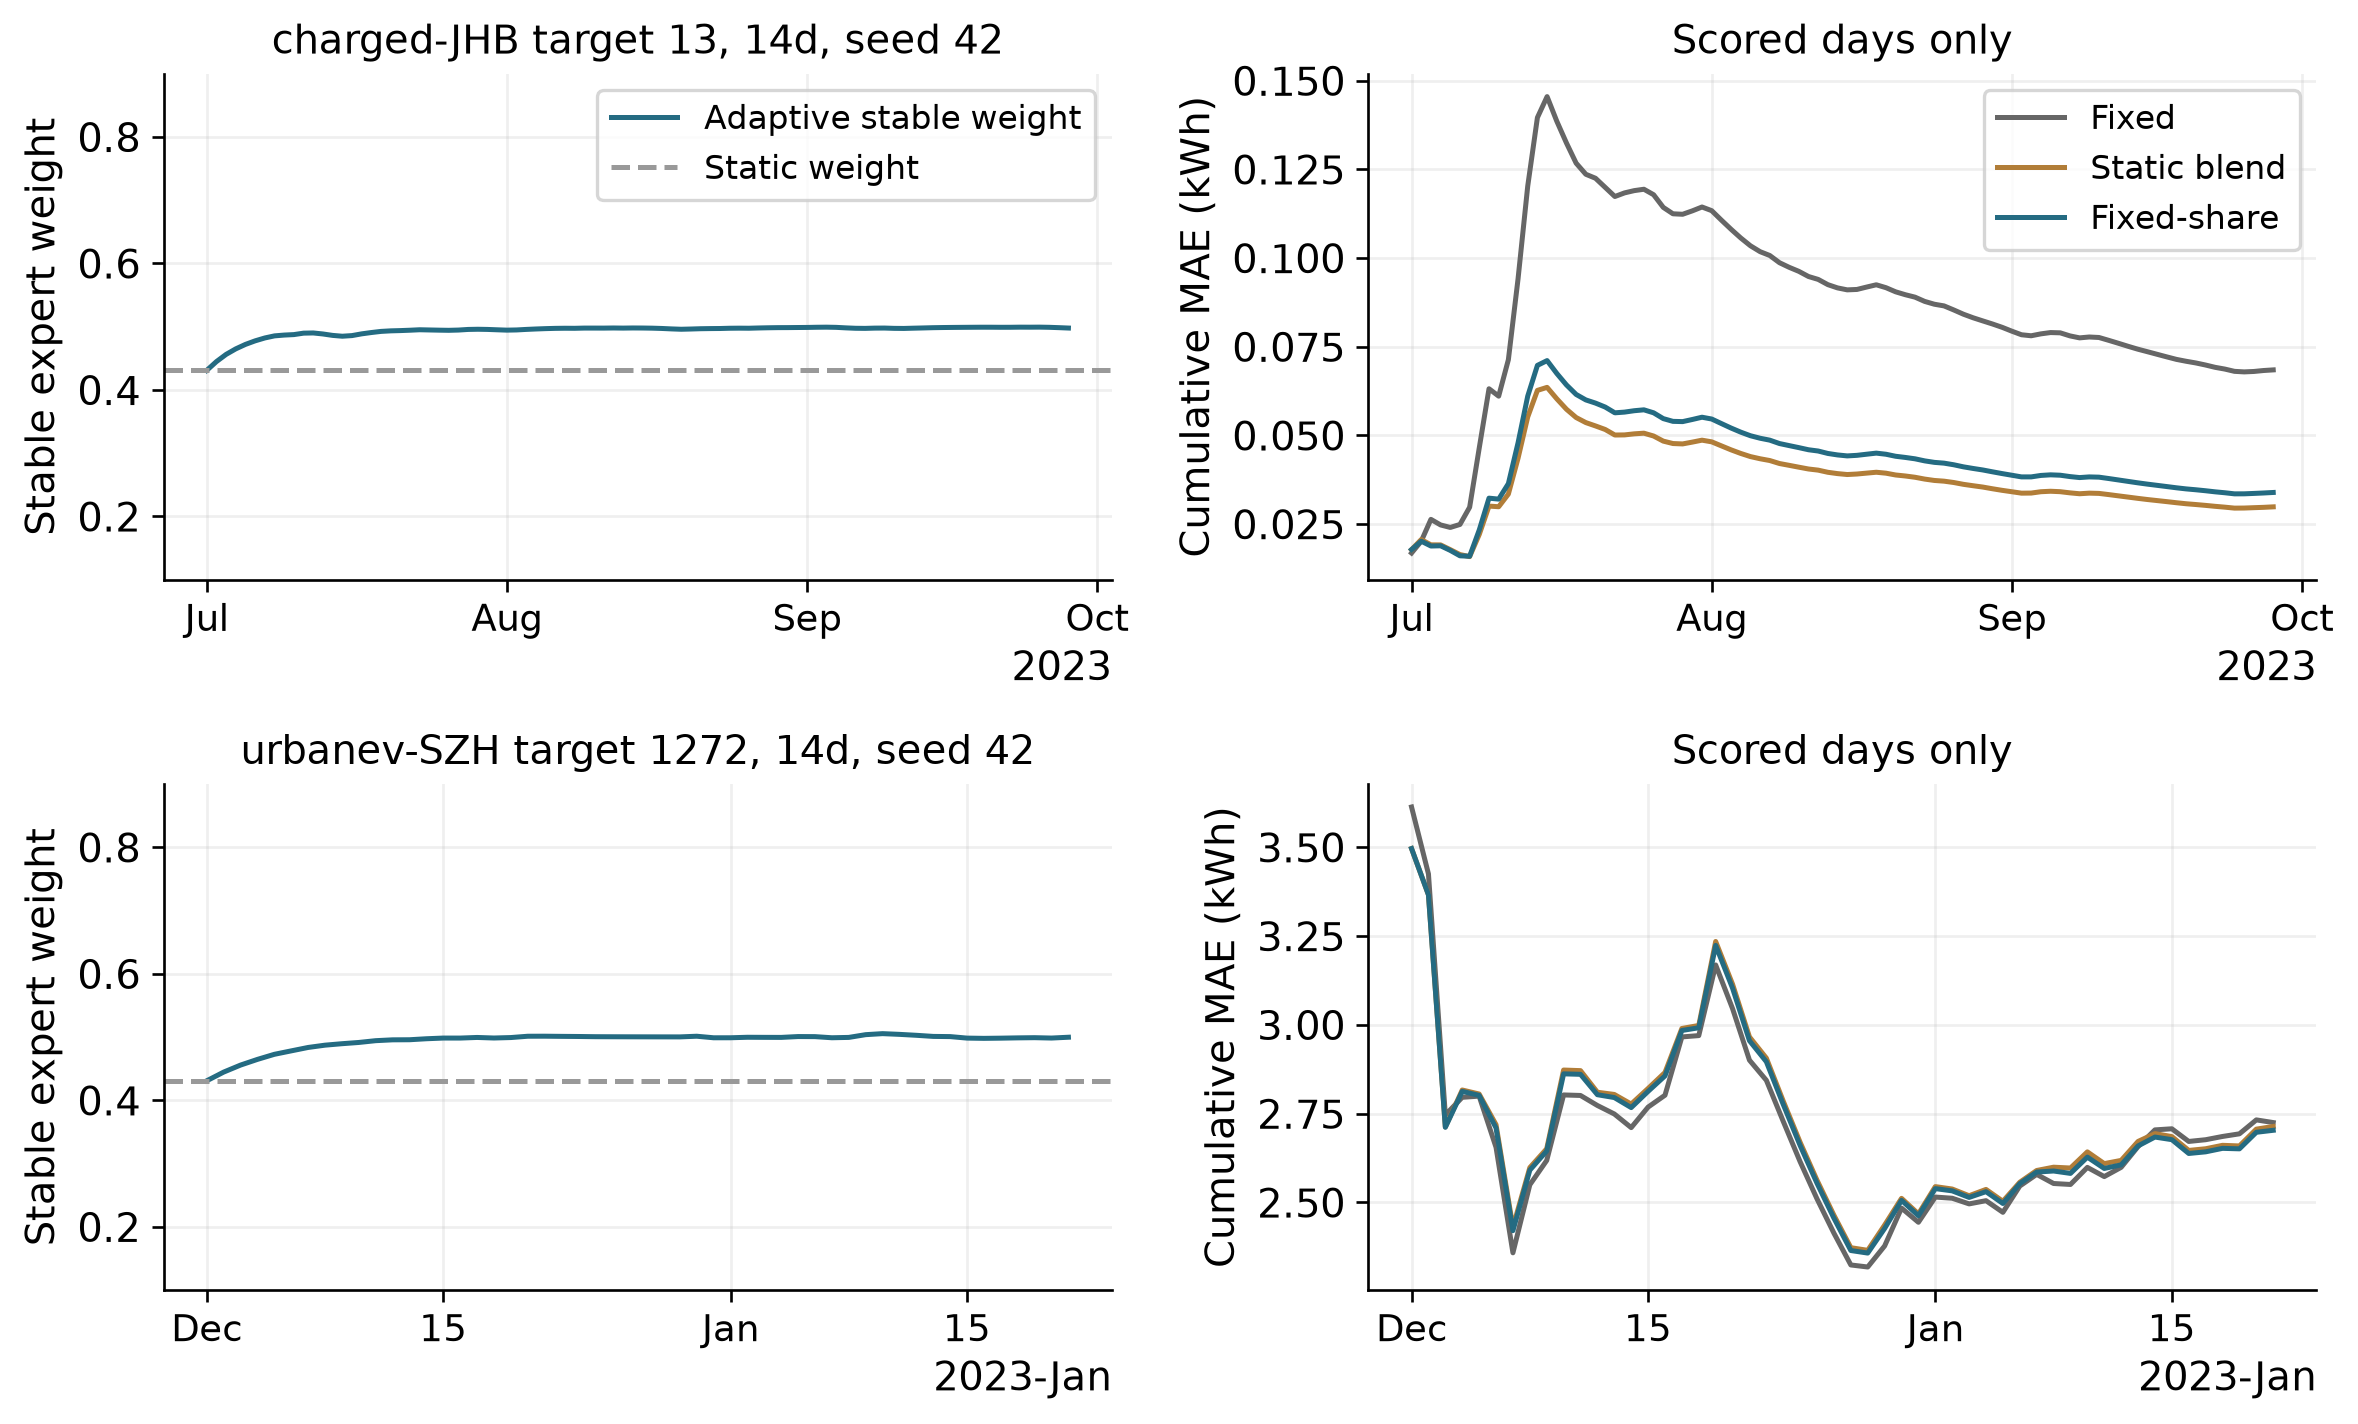 charged-JHB target 13, 14d, seed 42
Stable expert weight
0.8
0.6
0.4
0.2
Adaptive stable weight
Static weight
Jul
Aug
Sep
Oct
2023
Scored days only
Cumulative MAE (kWh)
0.150
0.125
0.100
0.075
0.050
0.025
Fixed
Static blend
Fixed-share
Jul
Aug
Sep
Oct
2023
urbanev-SZH target 1272, 14d, seed 42
Stable expert weight
0.8
0.6
0.4
0.2
Dec
15
Jan
15
2023-Jan
Scored days only
Cumulative MAE (kWh)
3.50
3.25
3.00
2.75
2.50
Dec
15
Jan
15
2023-Jan